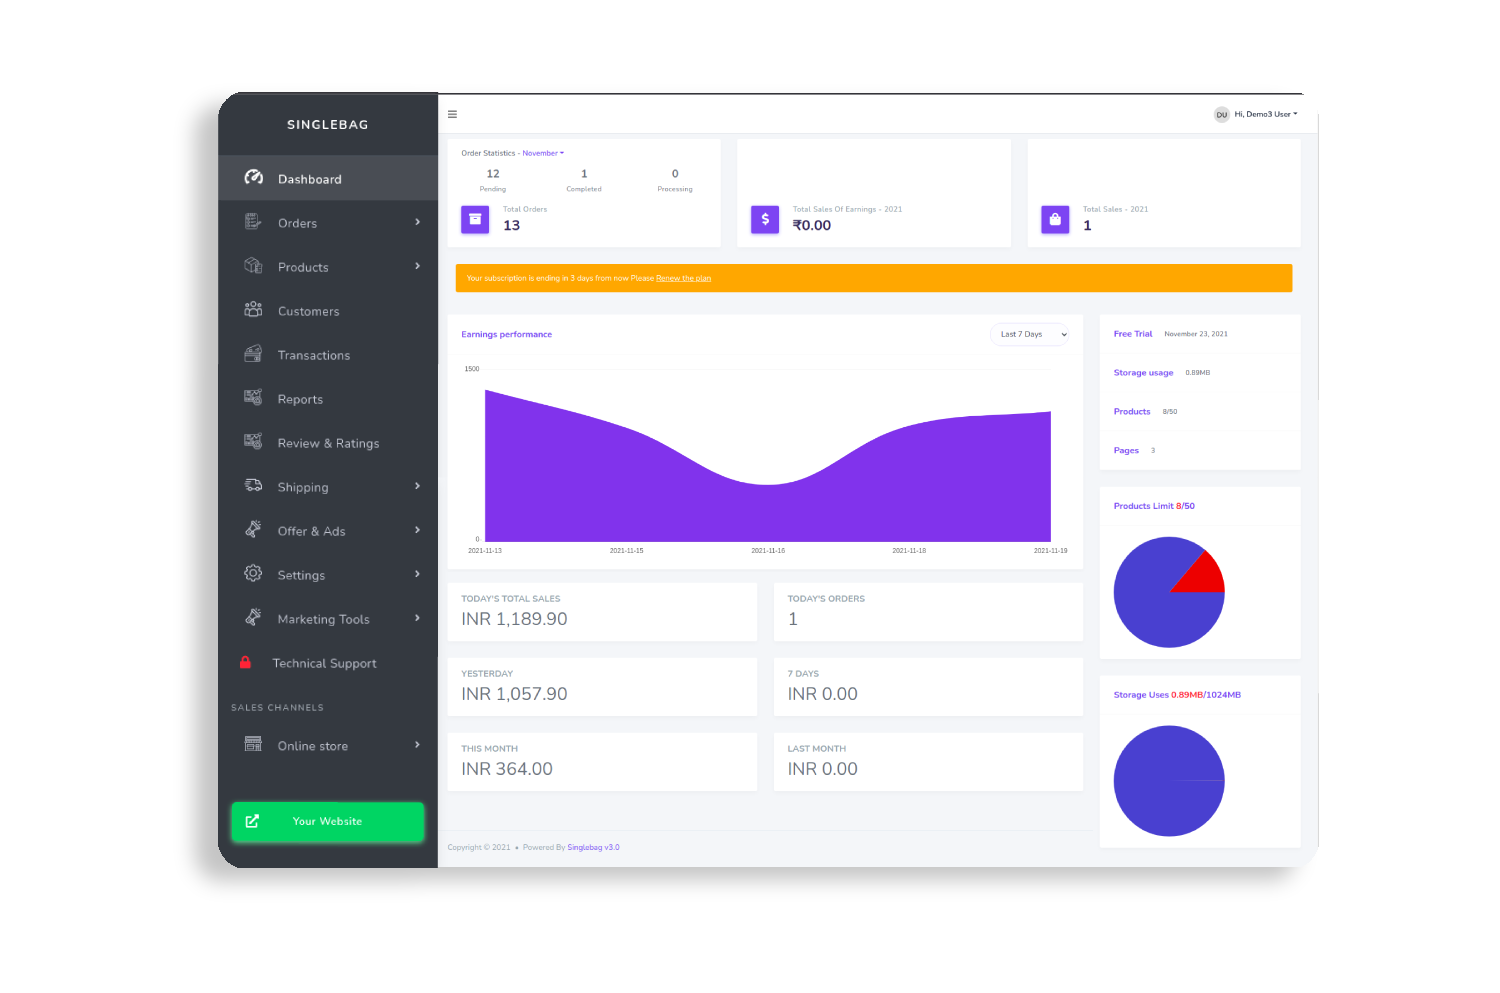 SINGLEBAG
Dashboard
Orders
Products
Customers
Transactions
Reports
Review & Ratings
Shipping
Offer & Ads
Settings
Marketing Tools
Technical Support
SALES CHANNELS
Online store
Your Website
DU Hi, Demo3 User
Order Statistics - November
12 1 0
Pending Completed Processing
Total Orders
13
Total Sales Of Earnings - 2021
₹0.00
Total Sales - 2021
1
Your subscription is ending in 3 days from now Please Renew the plan
Earnings performance
Last 7 Days
1500
0
2021-11-13 2021-11-15 2021-11-16 2021-11-18 2021-11-19
TODAY'S TOTAL SALES
INR 1,189.90
TODAY'S ORDERS
1
YESTERDAY
INR 1,057.90
7 DAYS
INR 0.00
THIS MONTH
INR 364.00
LAST MONTH
INR 0.00
Free Trial November 23, 2021
Storage usage 0.89MB
Products 8/50
Pages 3
Products Limit 8/50
Storage Uses 0.89MB/1024MB
Copyright © 2021 • Powered By Singlebag v3.0